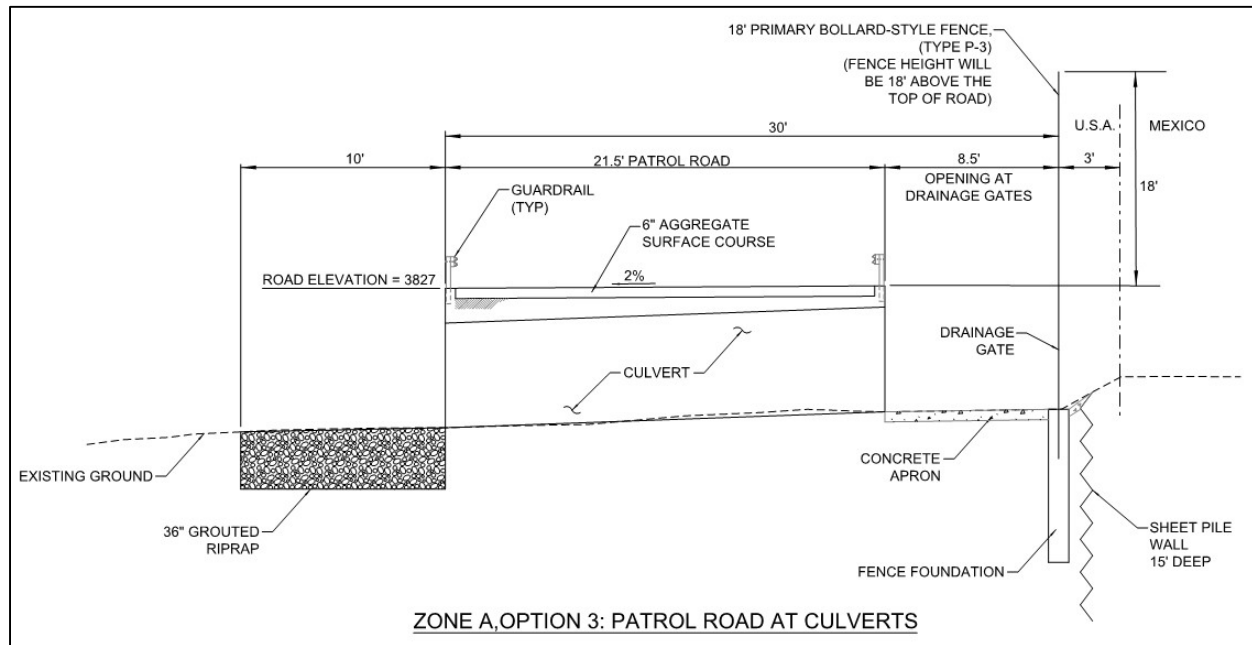 18' PRIMARY BOLLARD-STYLE FENCE,
(TYPE P-3)
(FENCE HEIGHT WILL
BE 18' ABOVE THE
TOP OF ROAD)
30'
U.S.A.
MEXICO
10'
21.5' PATROL ROAD
8.5'
3'
OPENING AT
DRAINAGE GATES
18'
GUARDRAIL
(TYP)
6" AGGREGATE
SURFACE COURSE
ROAD ELEVATION = 3827
2%
DRAINAGE
GATE
CULVERT
EXISTING GROUND
CONCRETE
APRON
36" GROUTED
RIPRAP
SHEET PILE
WALL
15' DEEP
FENCE FOUNDATION
ZONE A,OPTION 3: PATROL ROAD AT CULVERTS